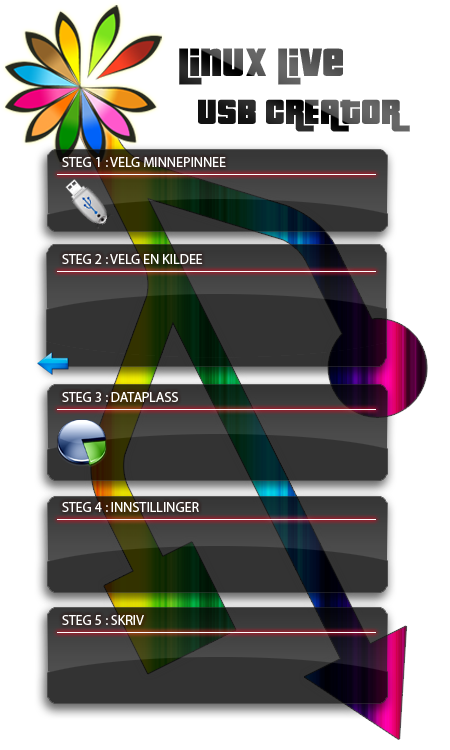 Linux Live
USB CREATOR
STEG 1 : VELG MINNEPINNEE
STEG 2 : VELG EN KILDEE
STEG 3 : DATAPLASS
STEG 4 : INNSTILLINGER
STEG 5 : SKRIV